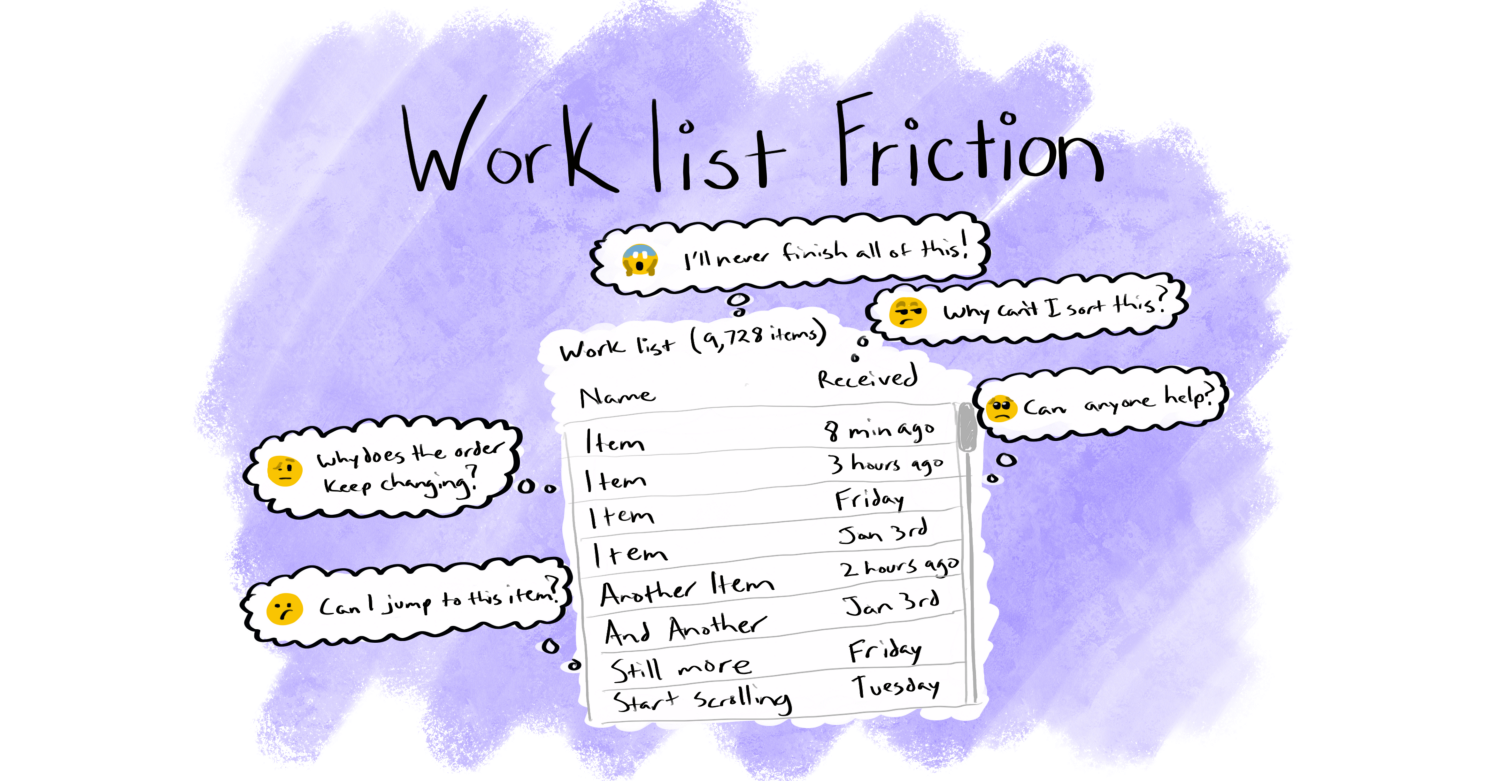 Work list Friction
I'll never finish all of this!
Why can't I sort this?
Work list (9,728 items)
Name Received
Can anyone help?
Item 8 min ago
Why does the order
keep changing?
Item 3 hours ago
Item Friday
Item Jan 3rd
Another Item 2 hours ago
Can I jump to this item?
And Another Jan 3rd
Still more Friday
Start scrolling Tuesday